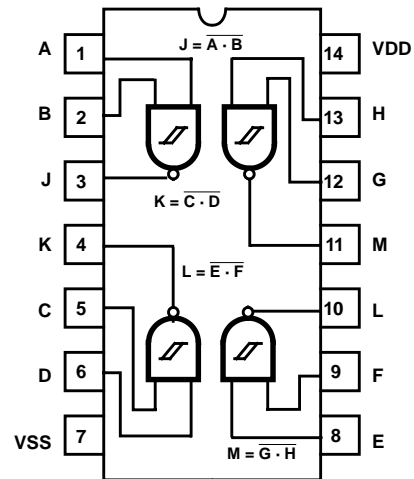 A 1 J = A · B 14 VDD
B 2 13 H
J 3 12 G
K = C · D
K 4 11 M
L = E · F
C 5 10 L
D 6 9 F
VSS 7 8 E
M = G · H